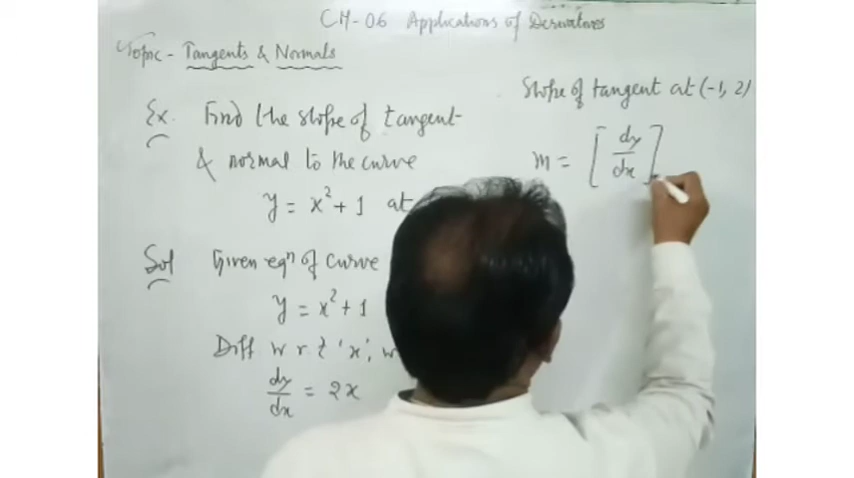 CH-06 Applications of Derivatives
Topic - Tangents & Normals
Ex. Find the slope of tangent
& normal to the curve
y = x² + 1 at
Sol Given eqⁿ of curve
y = x² + 1
Diff w r t 'x', w
dy/dx = 2x
Slope of tangent at (-1, 2)
m = [dy/dx]